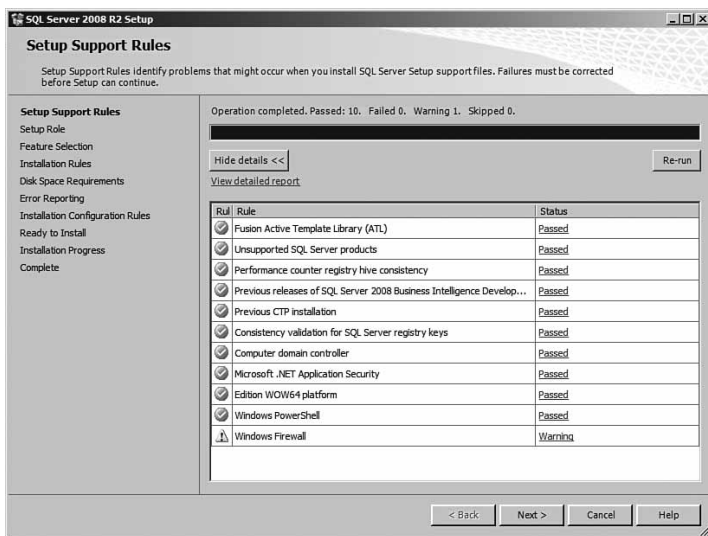 SQL Server 2008 R2 Setup
Setup Support Rules
Setup Support Rules identify problems that might occur when you install SQL Server Setup support files. Failures must be corrected
before Setup can continue.
Setup Support Rules
Setup Role
Feature Selection
Installation Rules
Disk Space Requirements
Error Reporting
Installation Configuration Rules
Ready to Install
Installation Progress
Complete
Operation completed. Passed: 10. Failed 0. Warning 1. Skipped 0.
Hide details <<
Re-run
View detailed report
Rul Rule Status
Fusion Active Template Library (ATL) Passed
Unsupported SQL Server products Passed
Performance counter registry hive consistency Passed
Previous releases of SQL Server 2008 Business Intelligence Develop... Passed
Previous CTP installation Passed
Consistency validation for SQL Server registry keys Passed
Computer domain controller Passed
Microsoft .NET Application Security Passed
Edition WOW64 platform Passed
Windows PowerShell Passed
Windows Firewall Warning
< Back Next > Cancel Help